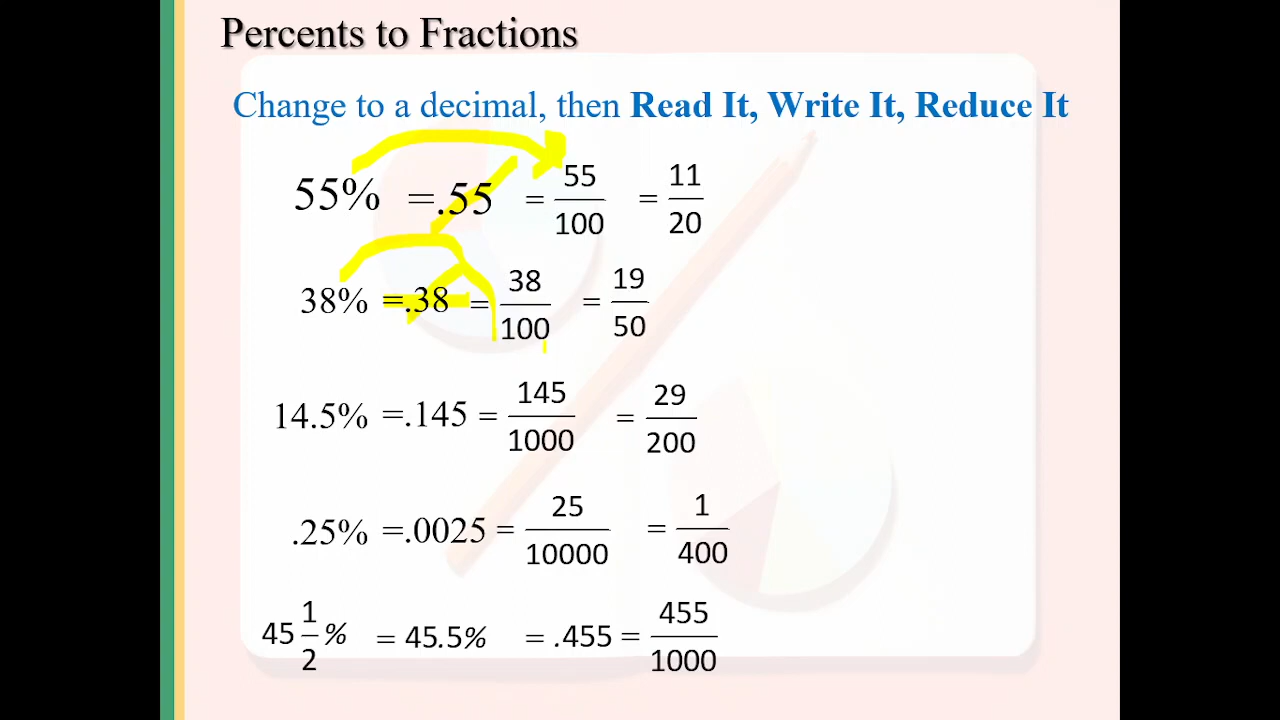 Percents to Fractions
Change to a decimal, then Read It, Write It, Reduce It
55% =.55 = 55/100 = 11/20
38% =.38 = 38/100 = 19/50
14.5% =.145 = 145/1000 = 29/200
.25% =.0025 = 25/10000 = 1/400
45 1/2 % = 45.5% = .455 = 455/1000